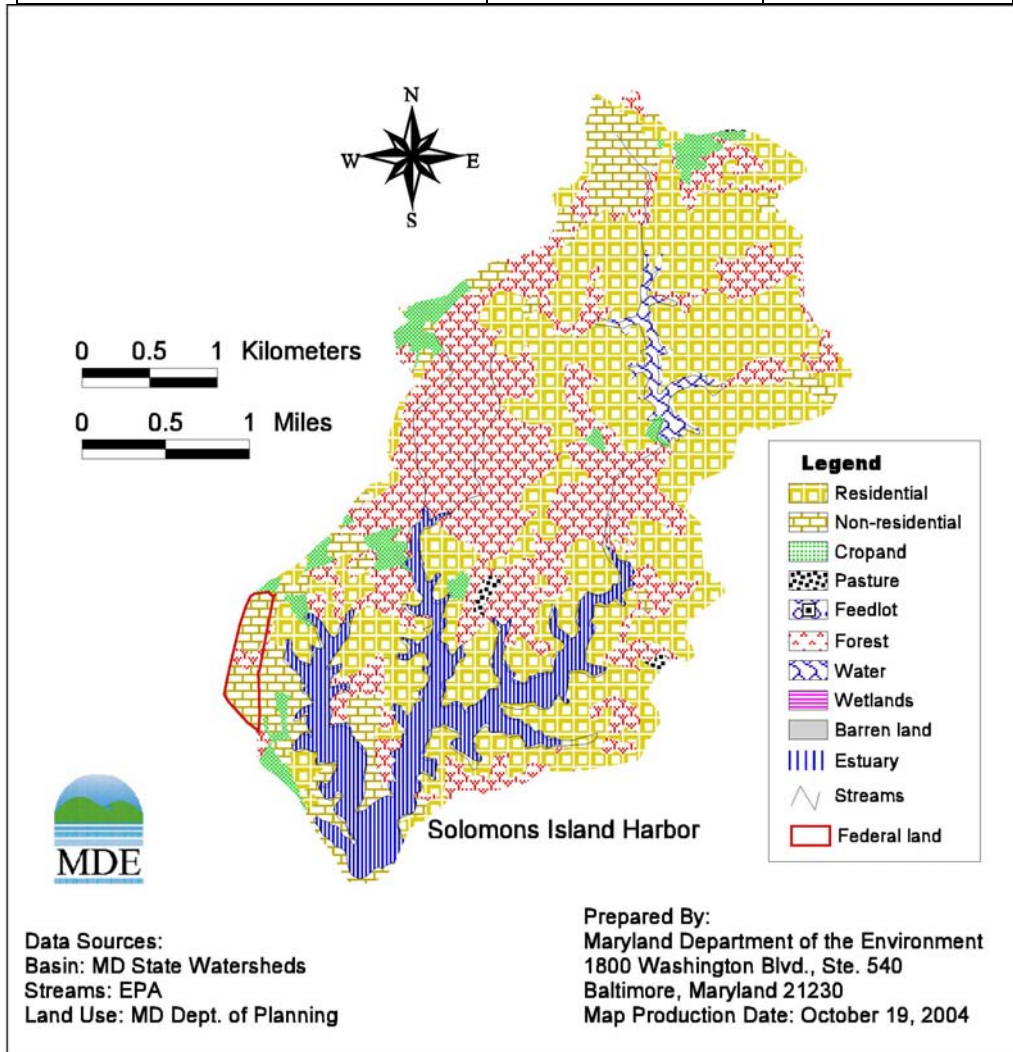 N
W E
S
0 0.5 1 Kilometers
0 0.5 1 Miles
Legend
Residential
Non-residential
Cropand
Pasture
Feedlot
Forest
Water
Wetlands
Barren land
Estuary
Streams
Federal land
Solomons Island Harbor
MDE
Data Sources:
Basin: MD State Watersheds
Streams: EPA
Land Use: MD Dept. of Planning
Prepared By:
Maryland Department of the Environment
1800 Washington Blvd., Ste. 540
Baltimore, Maryland 21230
Map Production Date: October 19, 2004